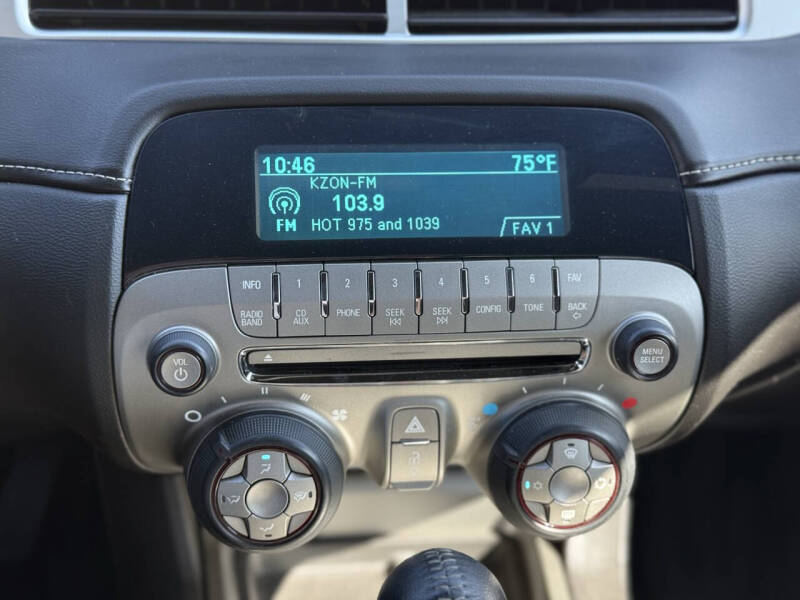 10:46 75°F
KZON-FM
103.9
FM HOT 975 and 1039 FAV 1
INFO 1 2 3 4 5 6 FAV
RADIO BAND CD AUX PHONE SEEK SEEK CONFIG TONE BACK
VOL
MENU SELECT